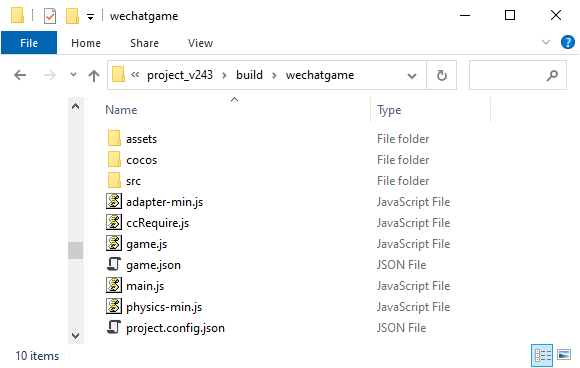 wechatgame
File Home Share View
project_v243 build wechatgame
Name Type
assets File folder
cocos File folder
src File folder
adapter-min.js JavaScript File
ccRequire.js JavaScript File
game.js JavaScript File
game.json JSON File
main.js JavaScript File
physics-min.js JavaScript File
project.config.json JSON File
10 items